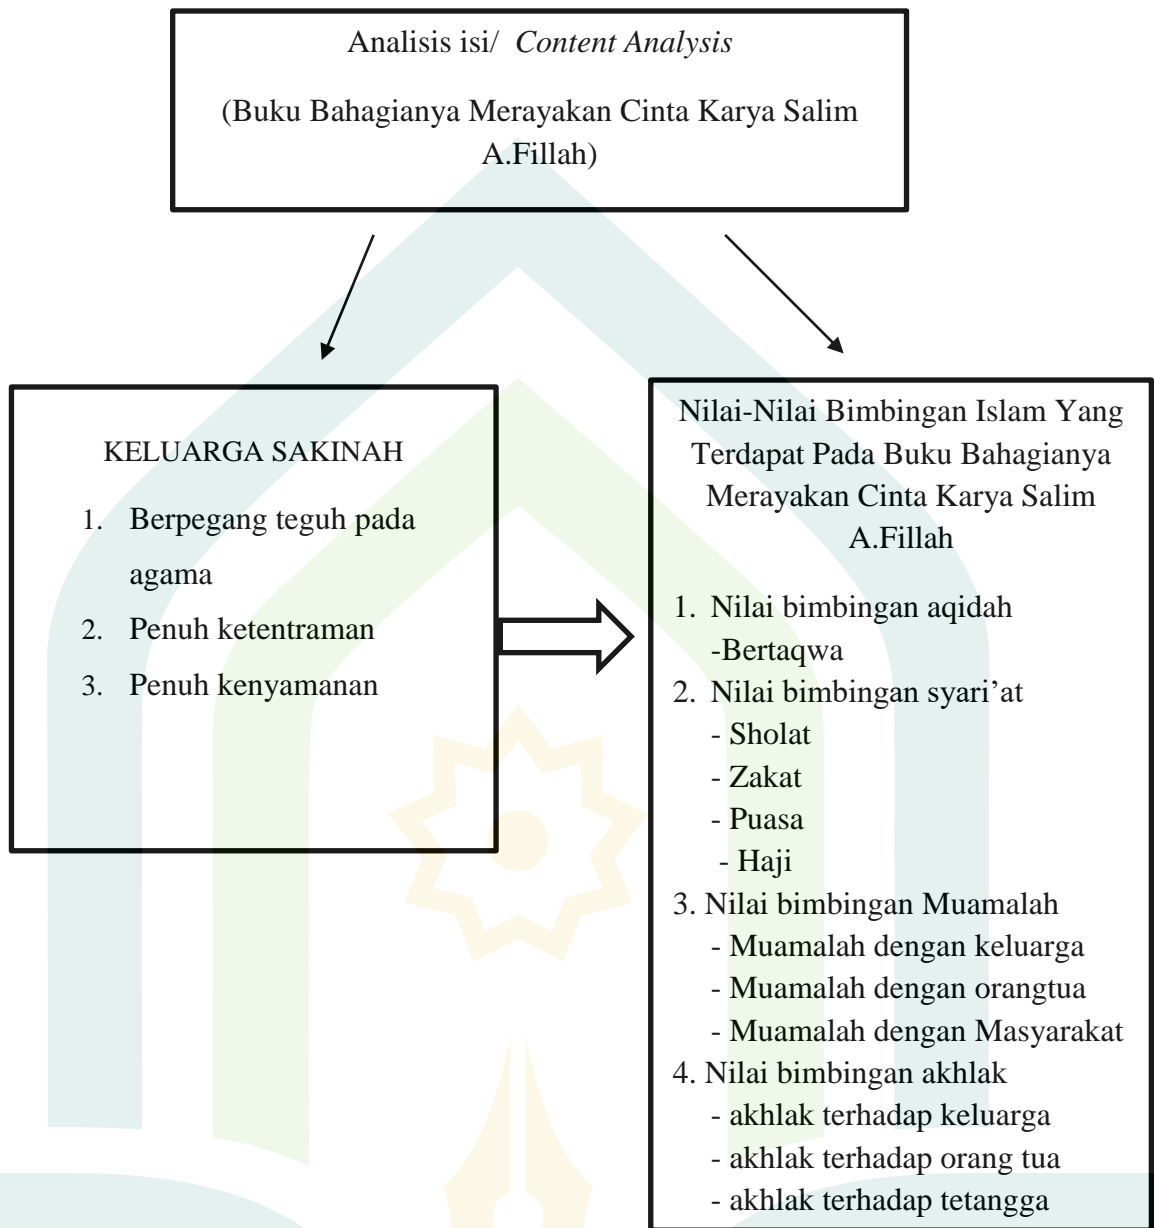 Analisis isi/ Content Analysis
(Buku Bahagianya Merayakan Cinta Karya Salim
A.Fillah)
KELUARGA SAKINAH
1. Berpegang teguh pada
agama
2. Penuh ketentraman
3. Penuh kenyamanan
Nilai-Nilai Bimbingan Islam Yang
Terdapat Pada Buku Bahagianya
Merayakan Cinta Karya Salim
A.Fillah
1. Nilai bimbingan aqidah
-Bertaqwa
2. Nilai bimbingan syari’at
- Sholat
- Zakat
- Puasa
- Haji
3. Nilai bimbingan Muamalah
- Muamalah dengan keluarga
- Muamalah dengan orangtua
- Muamalah dengan Masyarakat
4. Nilai bimbingan akhlak
- akhlak terhadap keluarga
- akhlak terhadap orang tua
- akhlak terhadap tetangga